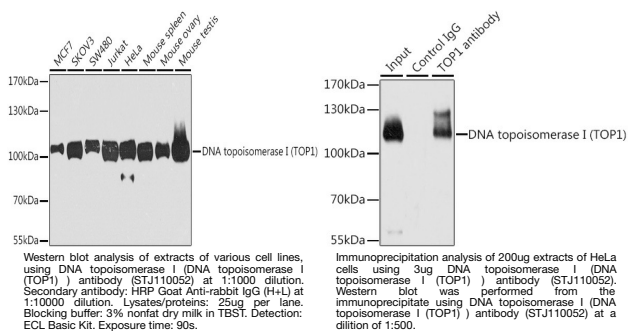 MCF7
SKOV3
SW480
Jurkat
HeLa
Mouse spleen
Mouse ovary
Mouse testis
170kDa
130kDa
100kDa
70kDa
55kDa
DNA topoisomerase I (TOP1)
Western blot analysis of extracts of various cell lines,
using DNA topoisomerase I (DNA topoisomerase I
(TOP1) ) antibody (STJ110052) at 1:1000 dilution.
Secondary antibody: HRP Goat Anti-rabbit IgG (H+L) at
1:10000 dilution. Lysates/proteins: 25ug per lane.
Blocking buffer: 3% nonfat dry milk in TBST. Detection:
ECL Basic Kit. Exposure time: 90s.
Input
Control IgG
TOP1 antibody
170kDa
130kDa
100kDa
70kDa
55kDa
DNA topoisomerase I (TOP1)
Immunoprecipitation analysis of 200ug extracts of HeLa
cells using 3ug DNA topoisomerase I (DNA
topoisomerase I (TOP1) ) antibody (STJ110052).
Western blot was performed from the
immunoprecipitate using DNA topoisomerase I (DNA
topoisomerase I (TOP1) ) antibody (STJ110052) at a
dilition of 1:500.